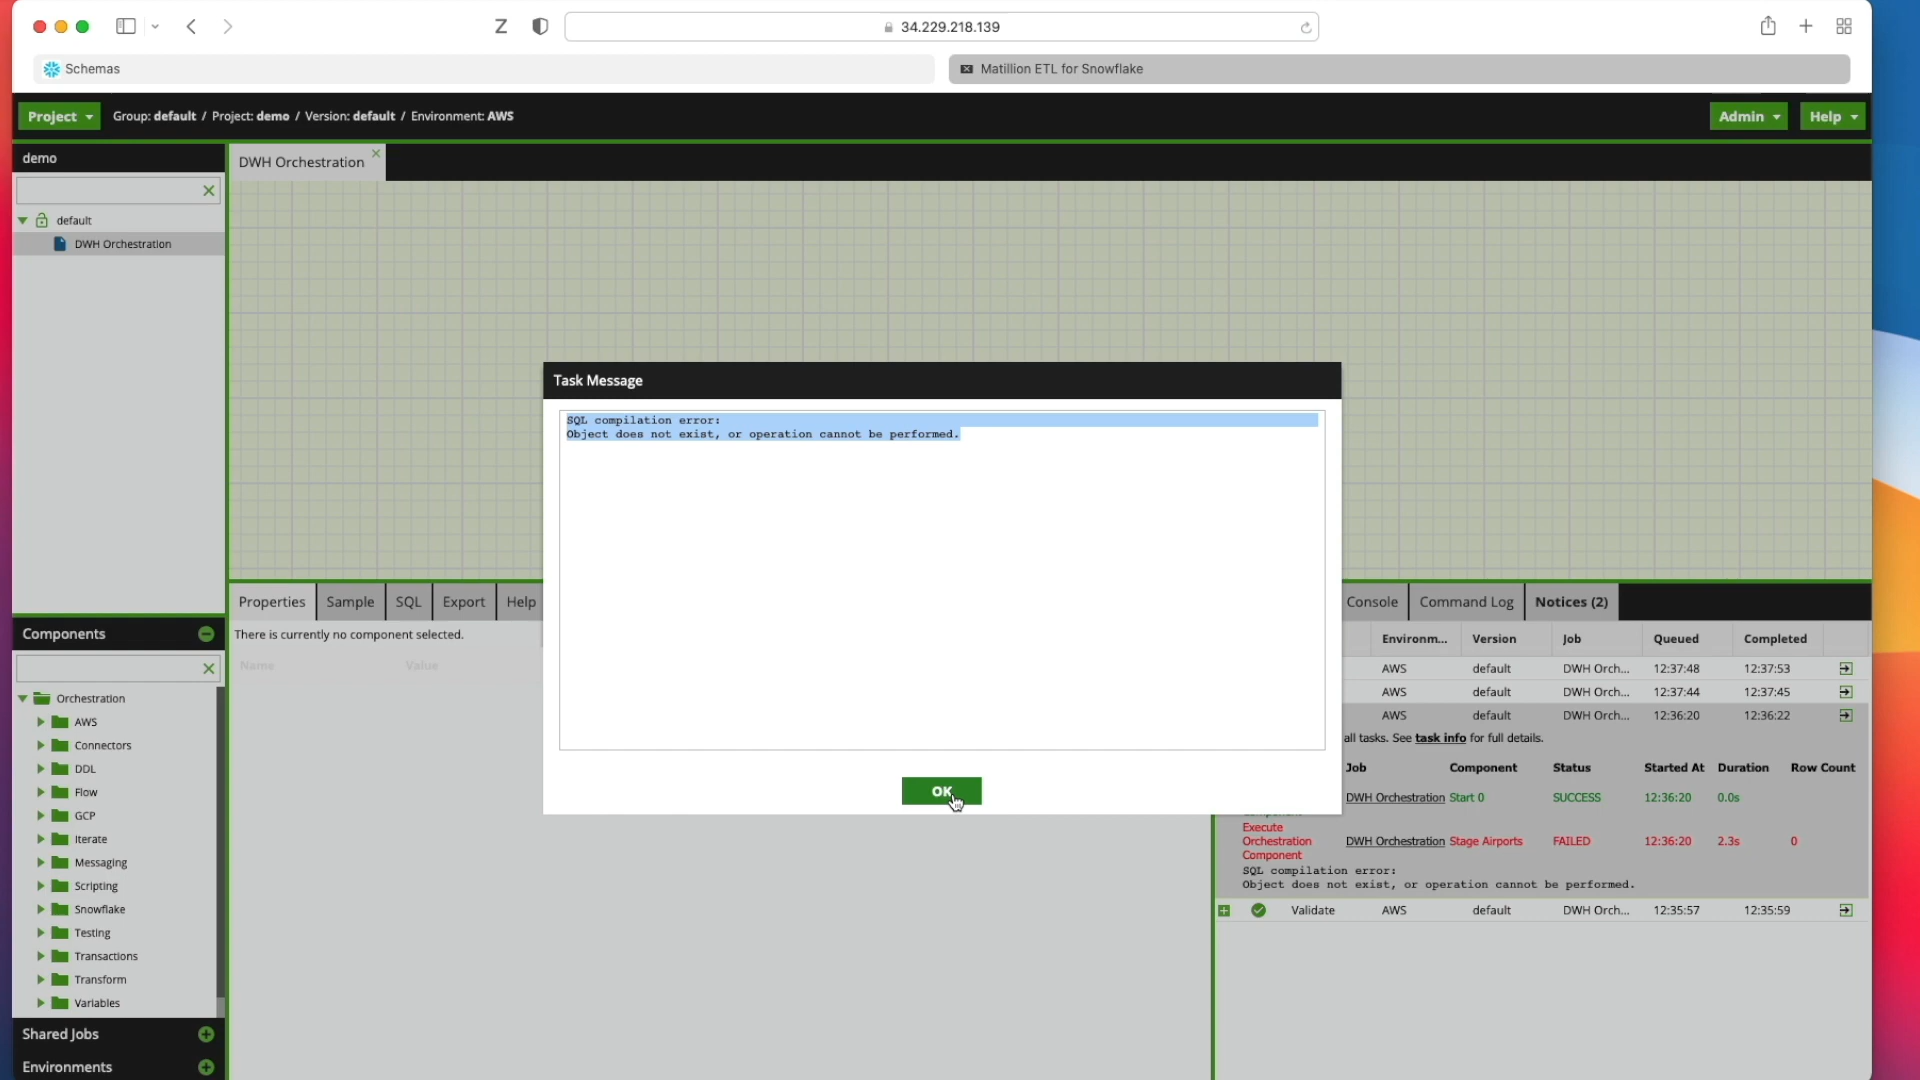 Z
34.229.218.139
Schemas
Matillion ETL for Snowflake
Project
Group: default / Project: demo / Version: default / Environment: AWS
Admin
Help
demo
DWH Orchestration
default
DWH Orchestration
Task Message
SQL compilation error:
Object does not exist, or operation cannot be performed.
OK
Properties
Sample
SQL
Export
Help
There is currently no component selected.
Name
Value
Components
Orchestration
AWS
Connectors
DDL
Flow
GCP
Iterate
Messaging
Scripting
Snowflake
Testing
Transactions
Transform
Variables
Shared Jobs
Environments
Console
Command Log
Notices (2)
Environm... Version Job Queued Completed
AWS default DWH Orch... 12:37:48 12:37:53
AWS default DWH Orch... 12:37:44 12:37:45
AWS default DWH Orch... 12:36:20 12:36:22
all tasks. See task info for full details.
Job Component Status Started At Duration Row Count
DWH Orchestration Start 0 SUCCESS 12:36:20 0.0s
Execute
Orchestration DWH Orchestration Stage Airports FAILED 12:36:20 2.3s 0
Component
SQL compilation error:
Object does not exist, or operation cannot be performed.
Validate AWS default DWH Orch... 12:35:57 12:35:59